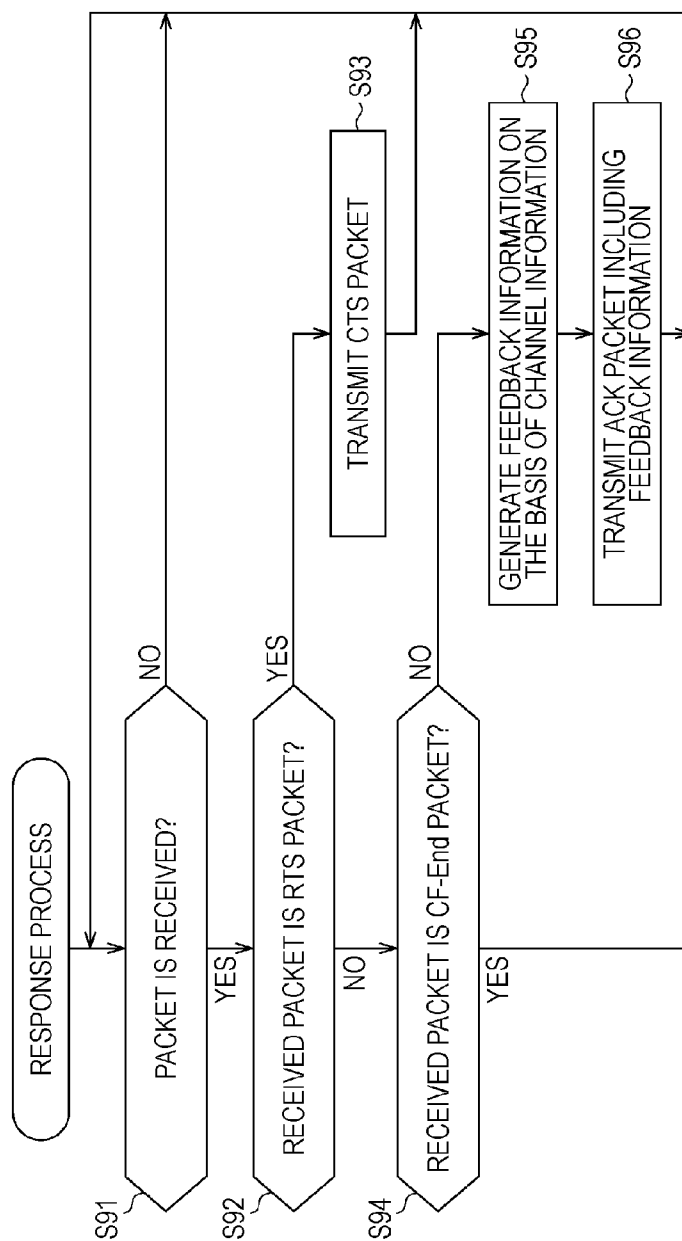 RESPONSE PROCESS
S91
PACKET IS RECEIVED?
NO
YES
S92
RECEIVED PACKET IS RTS PACKET?
YES
NO
S93
TRANSMIT CTS PACKET
S94
RECEIVED PACKET IS CF-End PACKET?
NO
YES
S95
GENERATE FEEDBACK INFORMATION ON
THE BASIS OF CHANNEL INFORMATION
S96
TRANSMIT ACK PACKET INCLUDING
FEEDBACK INFORMATION